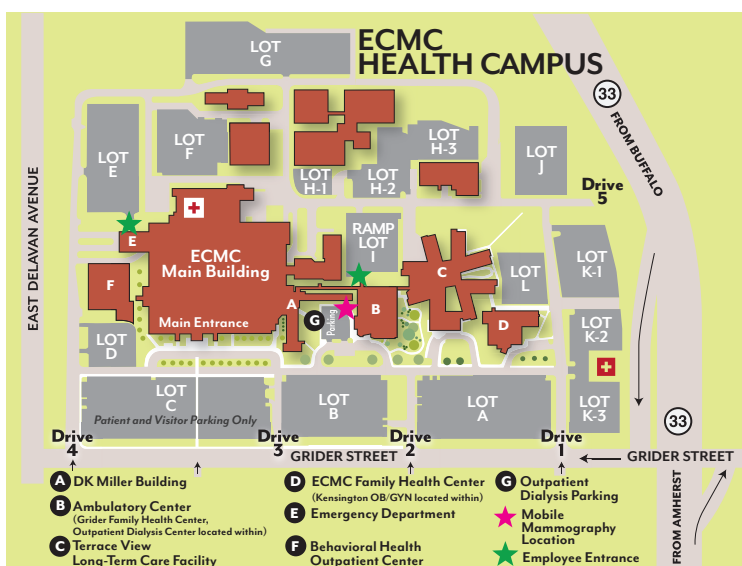 ECMC
HEALTH CAMPUS
LOT
G
33
FROM BUFFALO
LOT
E
LOT
F
LOT
H-1
LOT
H-2
LOT
H-3
LOT
J
Drive
5
EAST DELAVAN AVENUE
E
ECMC
Main Building
Main Entrance
RAMP
LOT
I
C
LOT
L
LOT
K-1
F
A
G
Parking
B
D
LOT
D
LOT
K-2
LOT
K-3
LOT
C
Patient and Visitor Parking Only
LOT
B
LOT
A
33
Drive
4
Drive
3
Drive
2
Drive
1
GRIDER STREET
GRIDER STREET
FROM AMHERST
A DK Miller Building
B Ambulatory Center
(Grider Family Health Center,
Outpatient Dialysis Center located within)
C Terrace View
Long-Term Care Facility
D ECMC Family Health Center
(Kensington OB/GYN located within)
E Emergency Department
F Behavioral Health
Outpatient Center
G Outpatient
Dialysis Parking
Mobile
Mammography
Location
Employee Entrance